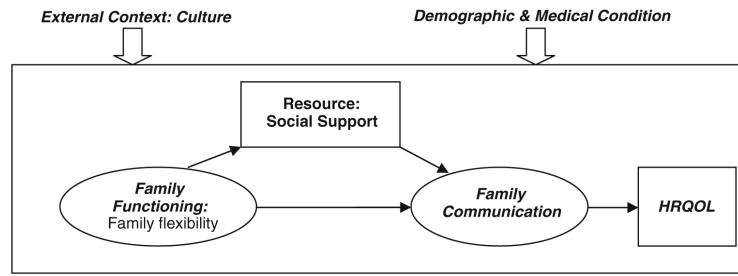 External Context: Culture
Demographic & Medical Condition
Resource:
Social Support
Family
Functioning:
Family flexibility
Family
Communication
HRQOL